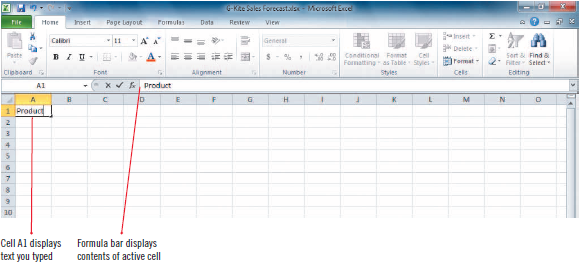 G-Kite Sales Forecast.xlsx - Microsoft Excel
File Home Insert Page Layout Formulas Data Review View
Calibri 11 A A General Insert
Paste B I U A $ % , Conditional Formatting Format as Table Cell Styles Delete Format Sort & Filter Find & Select
Clipboard Font Alignment Number Styles Cells Editing
A1 fx Product
A B C D E F G H I J K L M N O
1 Product
2
3
4
5
6
7
8
9
10
Cell A1 displays
text you typed
Formula bar displays
contents of active cell